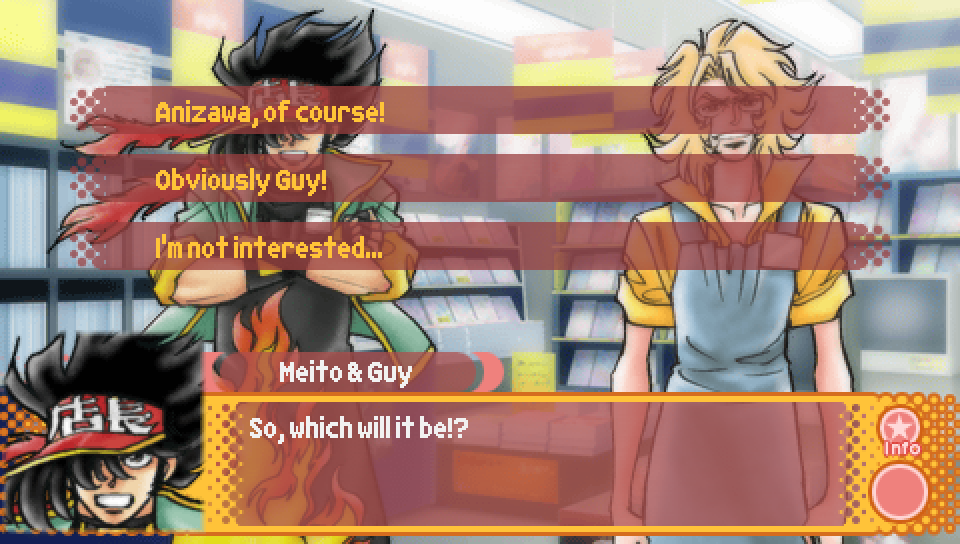 Anizawa, of course!
Obviously Guy!
I'm not interested...
Meito & Guy
店長
So, which will it be!?
Info